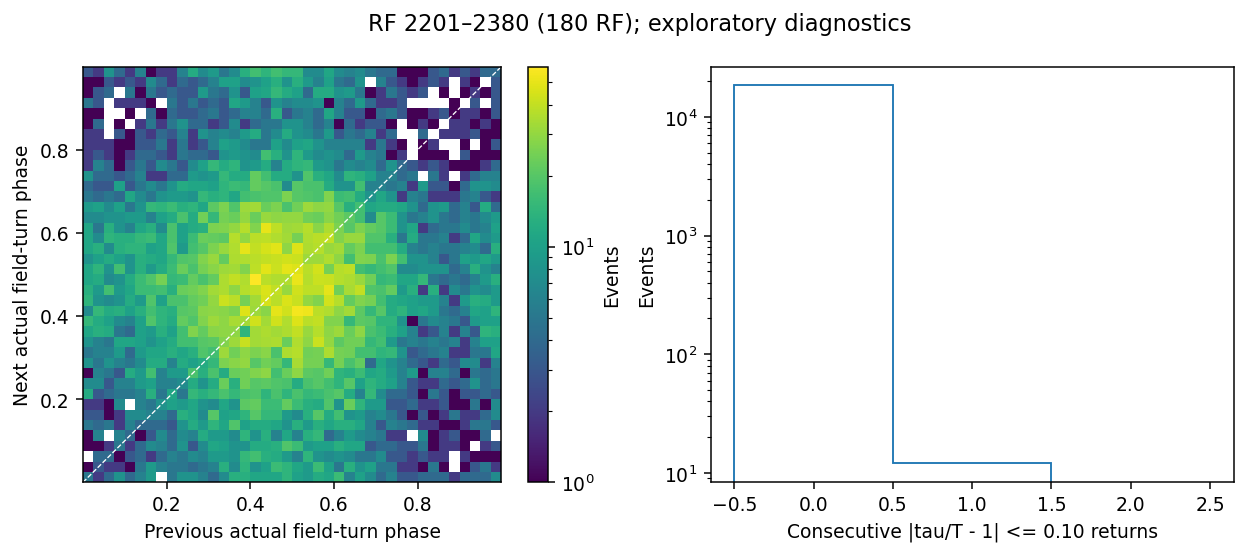 RF 2201–2380 (180 RF); exploratory diagnostics
Next actual field-turn phase
0.8
0.6
0.4
0.2
0.2 0.4 0.6 0.8
Previous actual field-turn phase
10¹
10⁰
Events
Events
10⁴
10³
10²
10¹
−0.5 0.0 0.5 1.0 1.5 2.0 2.5
Consecutive |tau/T - 1| <= 0.10 returns